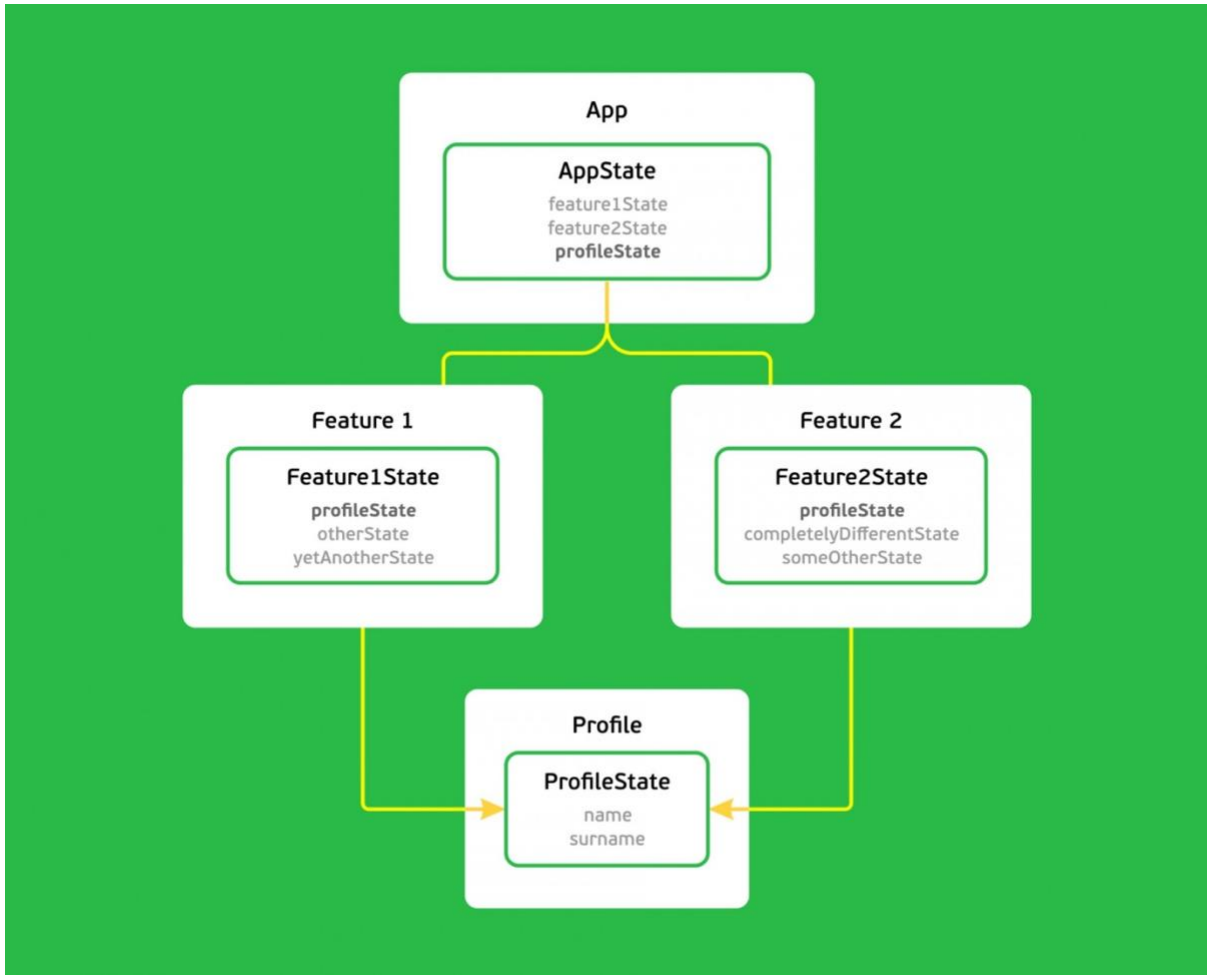 App
AppState
feature1State
feature2State
profileState
Feature 1
Feature1State
profileState
otherState
yetAnotherState
Feature 2
Feature2State
profileState
completelyDifferentState
someOtherState
Profile
ProfileState
name
surname